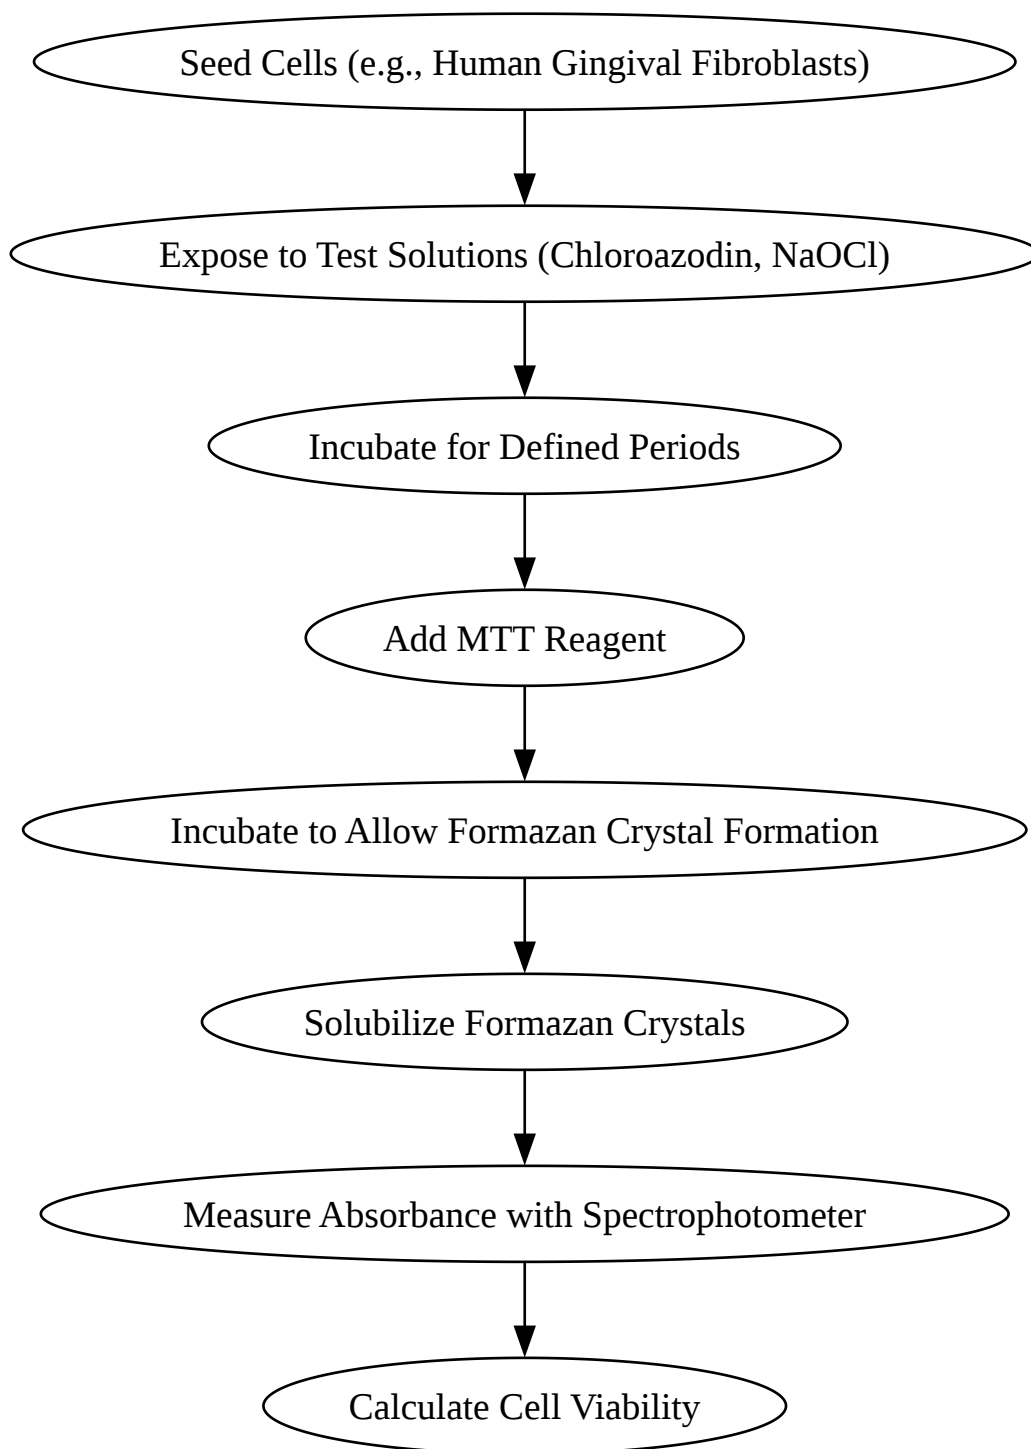 Seed Cells (e.g., Human Gingival Fibroblasts)
Expose to Test Solutions (Chloroazodin, NaOCl)
Incubate for Defined Periods
Add MTT Reagent
Incubate to Allow Formazan Crystal Formation
Solubilize Formazan Crystals
Measure Absorbance with Spectrophotometer
Calculate Cell Viability